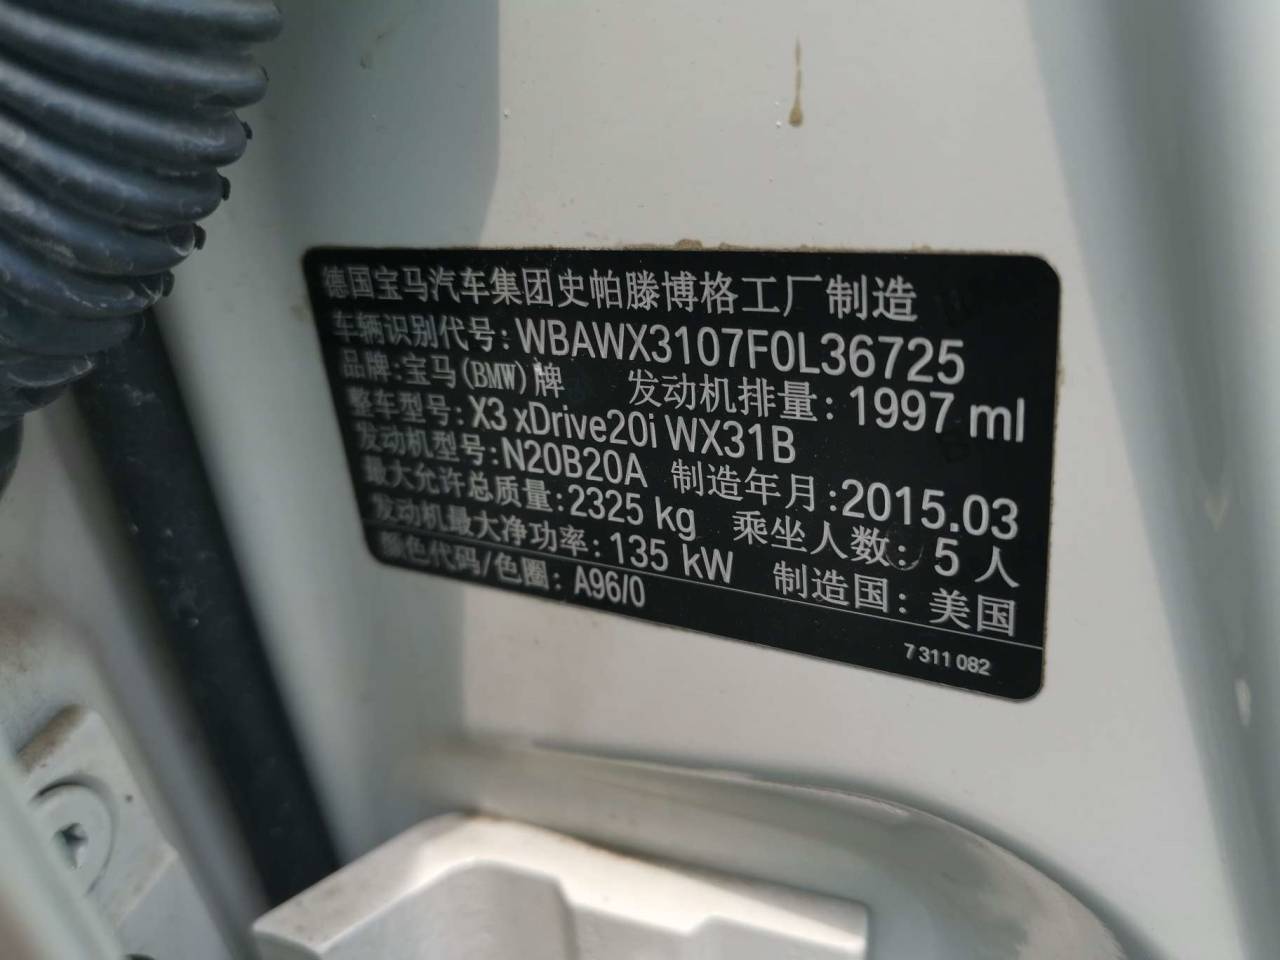 德国宝马汽车集团史帕滕博格工厂制造
车辆识别代号:WBAWX3107F0L36725
品牌:宝马(BMW)牌 发动机排量: 1997 ml
整车型号: X3 xDrive20i WX31B
发动机型号: N20B20A 制造年月:2015.03
最大允许总质量: 2325 kg 乘坐人数: 5 人
发动机最大净功率: 135 kW 制造国: 美国
颜色代码/色圈: A96/0
7 311 082